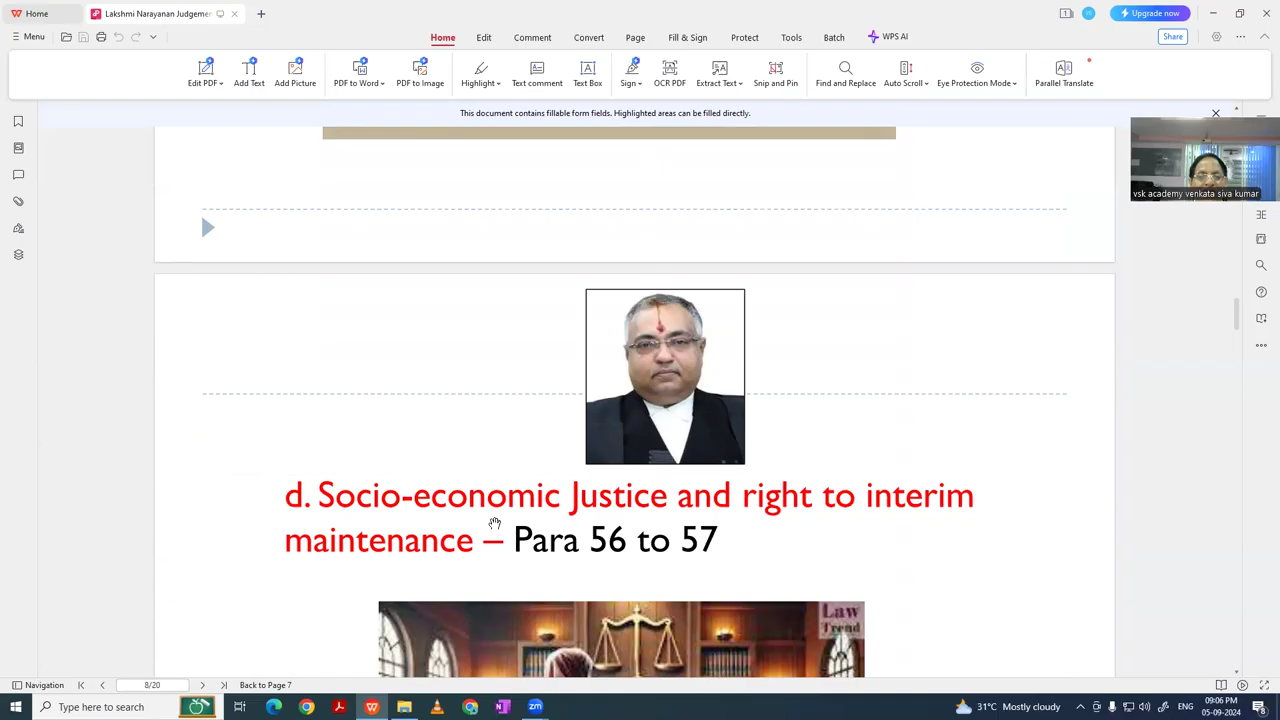 Home
Lakshmi Narayanan Judgemen
Upgrade now
Menu
Home Edit Comment Convert Page Fill & Sign Protect Tools Batch WPS AI
Share
Edit PDF Add Text Add Picture PDF to Word PDF to Image Highlight Text comment Text Box Sign OCR PDF Extract Text Snip and Pin Find and Replace Auto Scroll Eye Protection Mode Parallel Translate
This document contains fillable form fields. Highlighted areas can be filled directly.
vsk academy venkata siva kumar
d. Socio-economic Justice and right to interim
maintenance – Para 56 to 57
Law
Trend
Navigation 8/20 Back to Page 7
Type here to search
31°C Mostly cloudy
ENG
09:06 PM
05-09-2024